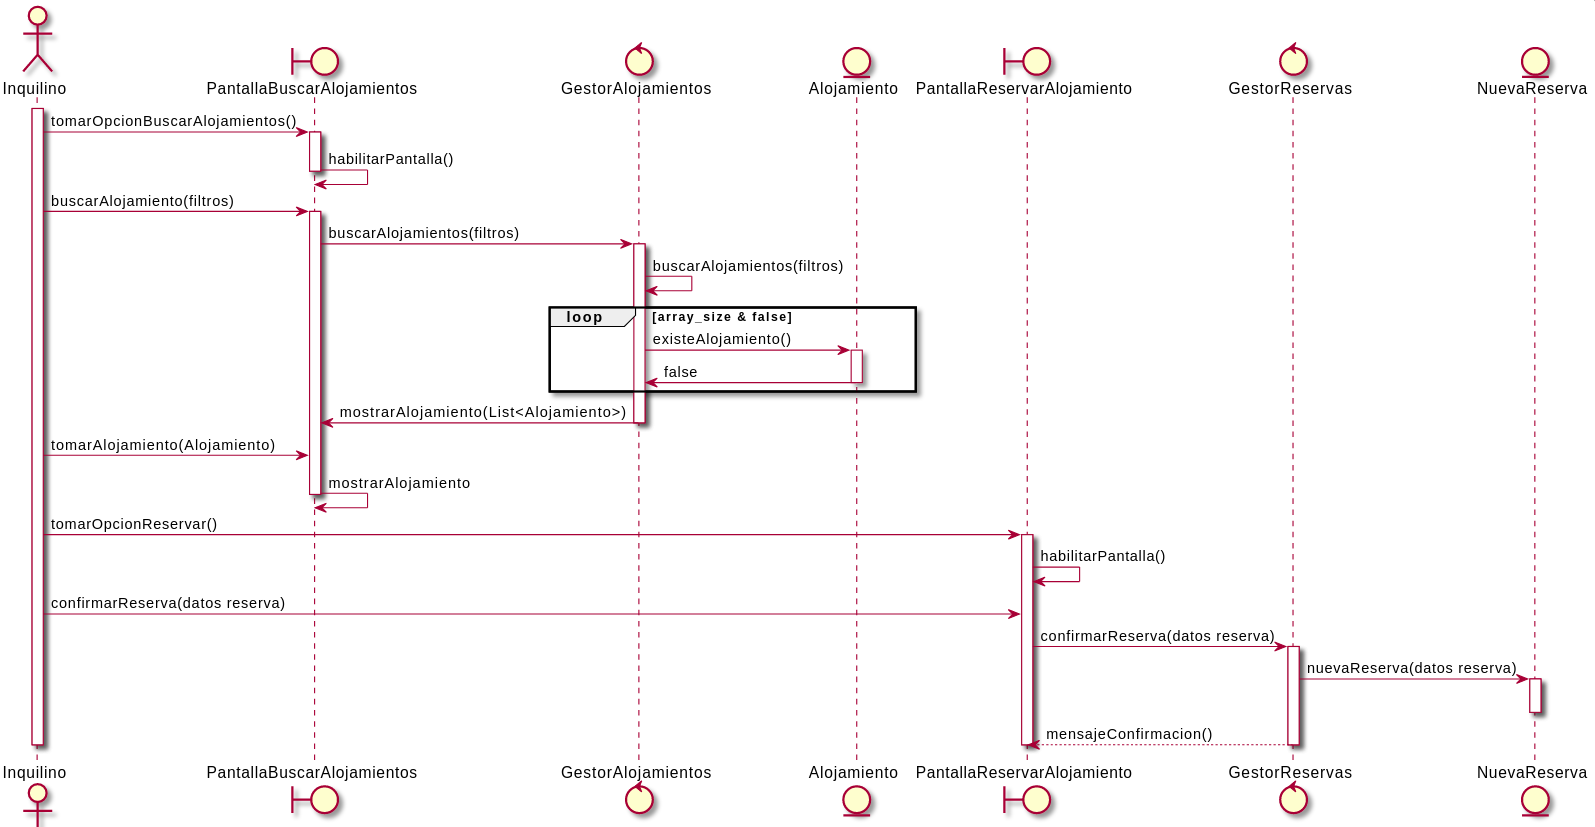 Inquilino PantallaBuscarAlojamientos GestorAlojamientos Alojamiento PantallaReservarAlojamiento GestorReservas NuevaReserva
tomarOpcionBuscarAlojamientos()
habilitarPantalla()
buscarAlojamiento(filtros)
buscarAlojamientos(filtros)
buscarAlojamientos(filtros)
loop [array_size & false]
existeAlojamiento()
false
mostrarAlojamiento(List<Alojamiento>)
tomarAlojamiento(Alojamiento)
mostrarAlojamiento
tomarOpcionReservar()
habilitarPantalla()
confirmarReserva(datos reserva)
confirmarReserva(datos reserva)
nuevaReserva(datos reserva)
mensajeConfirmacion()
Inquilino PantallaBuscarAlojamientos GestorAlojamientos Alojamiento PantallaReservarAlojamiento GestorReservas NuevaReserva